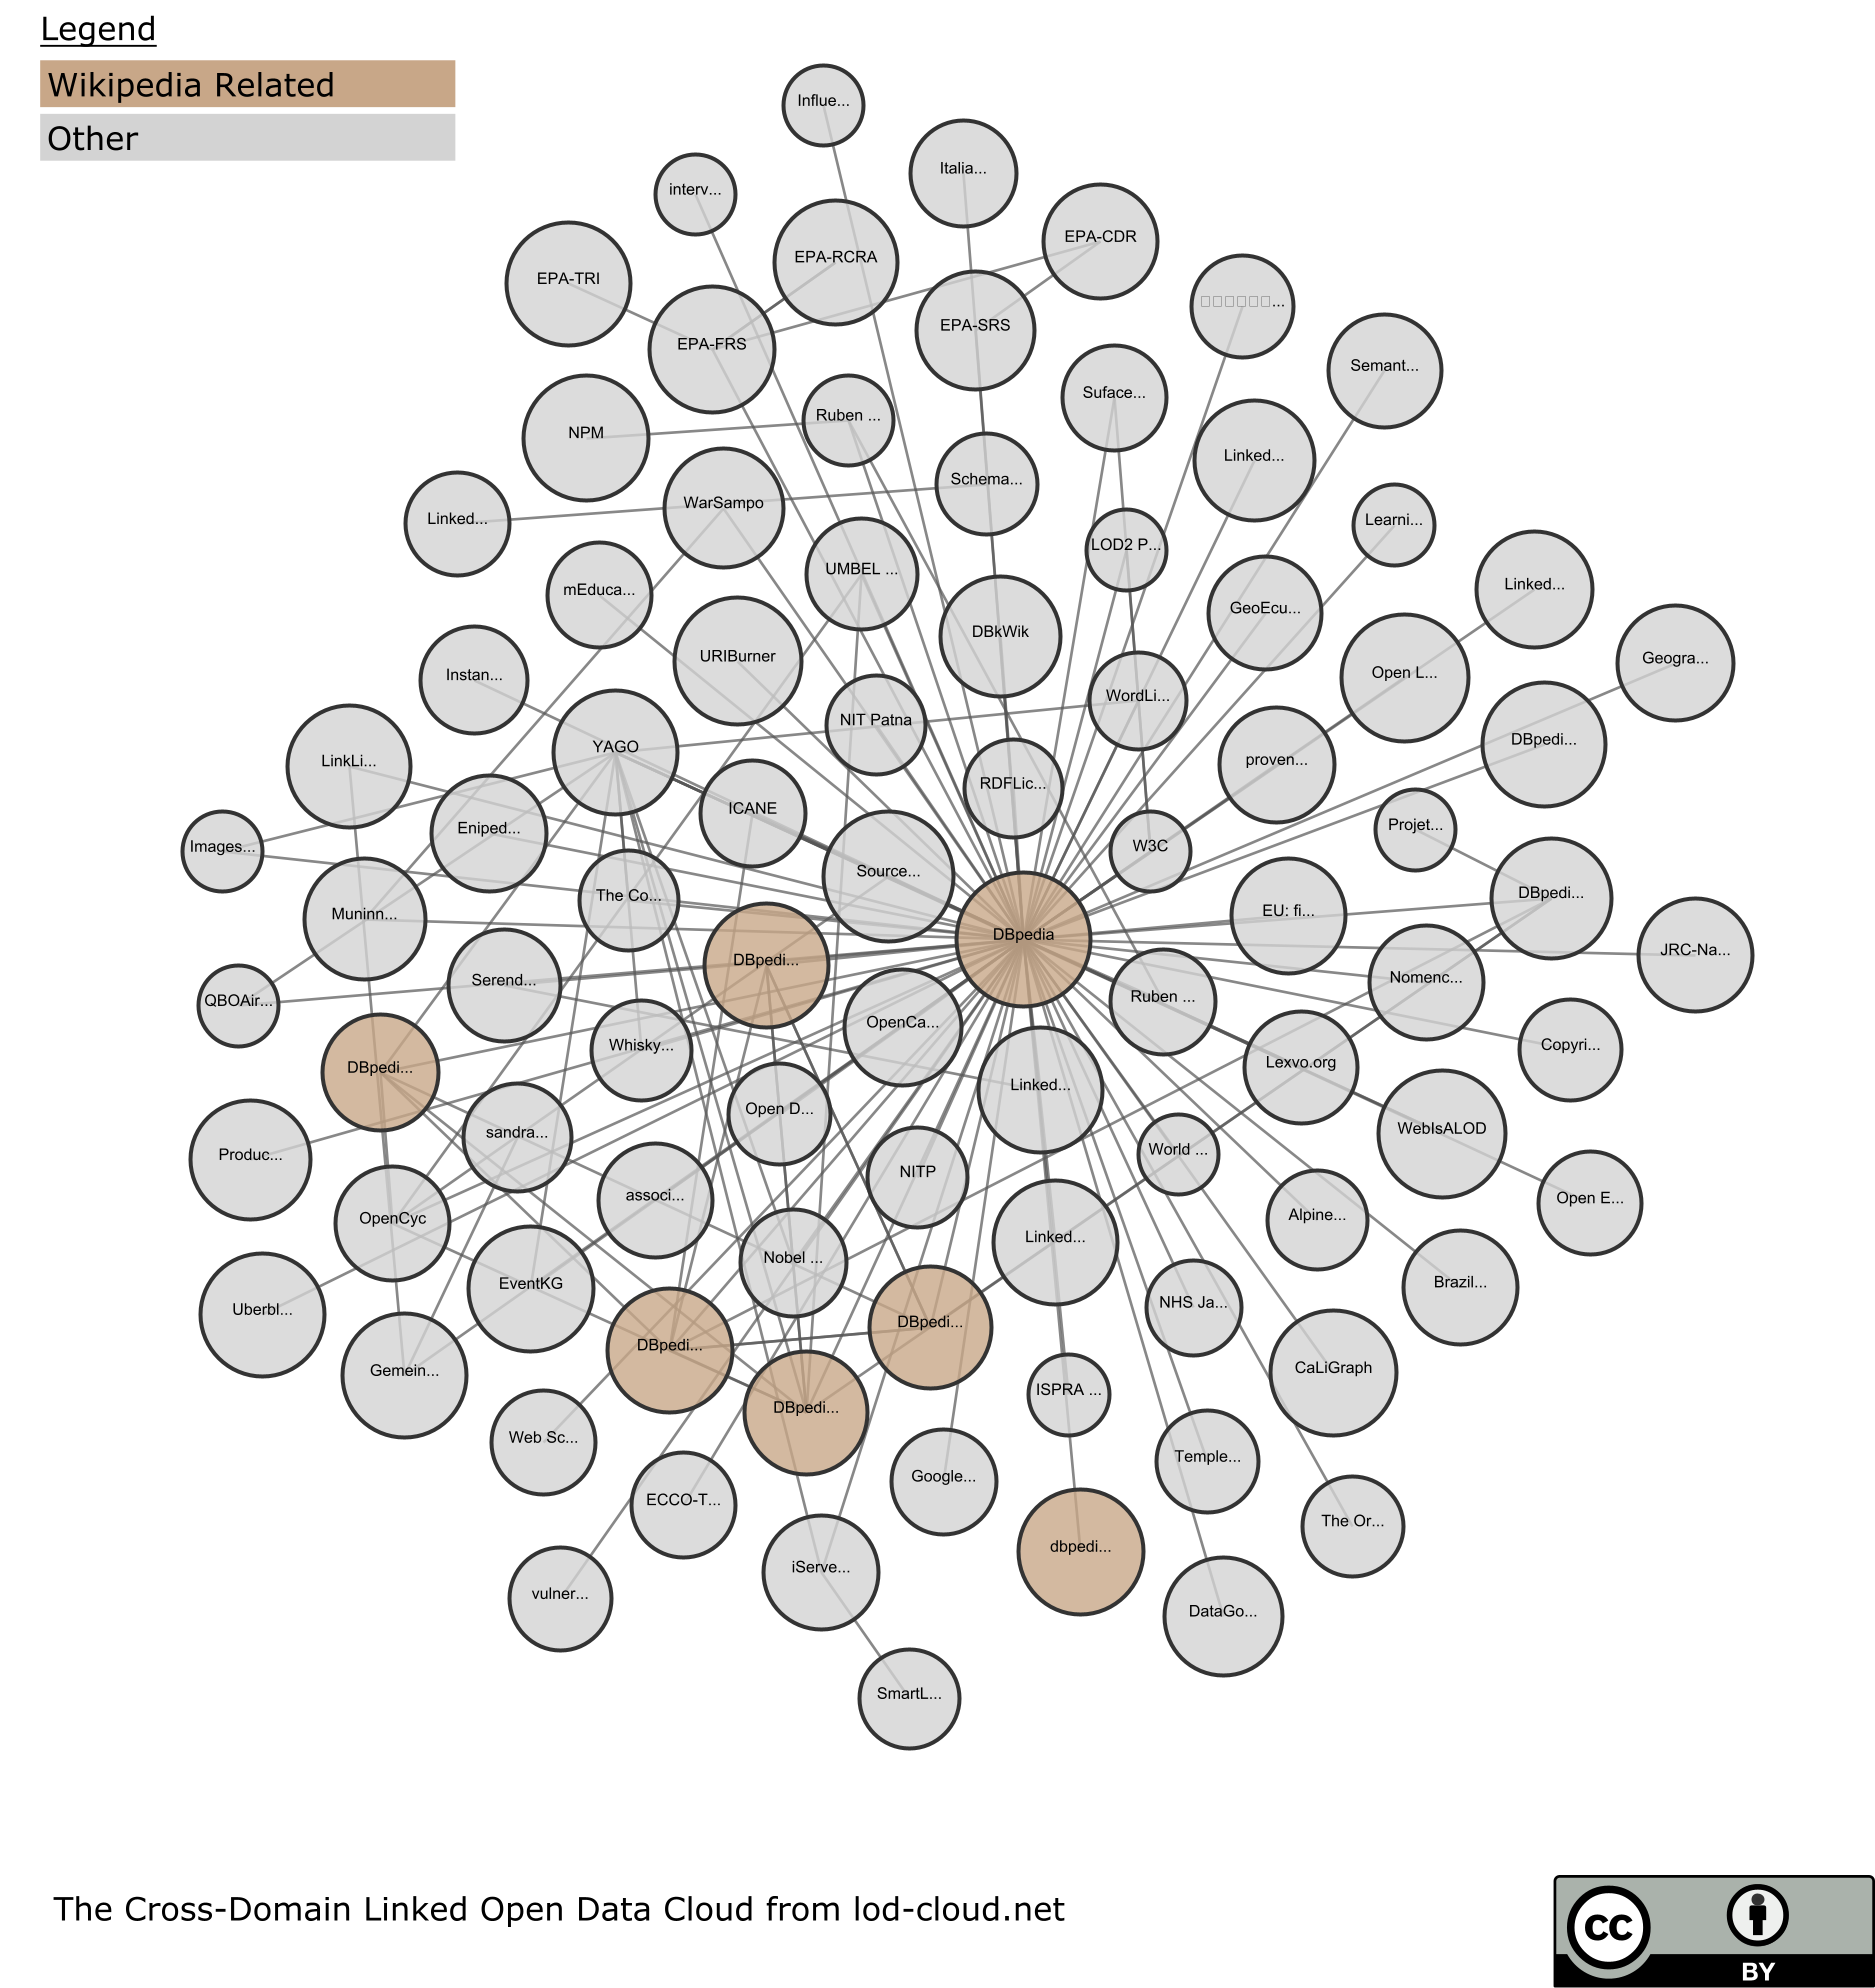 Legend
Wikipedia Related
Other
Influe...
Italia...
interv...
EPA-CDR
EPA-RCRA
EPA-TRI
□□□□□□...
EPA-SRS
EPA-FRS
Semant...
Suface...
Ruben ...
NPM
Linked...
Schema...
WarSampo
Linked...
Learni...
LOD2 P...
UMBEL ...
mEduca...
Linked...
GeoEcu...
DBkWik
URIBurner
Geogra...
Instan...
Open L...
WordLi...
NIT Patna
YAGO
DBpedi...
LinkLi...
proven...
RDFLic...
ICANE
Projet...
Eniped...
Images...
W3C
Source...
The Co...
DBpedi...
EU: fi...
Muninn...
DBpedia
JRC-Na...
DBpedi...
Serend...
Nomenc...
QBOAir...
Ruben ...
OpenCa...
Whisky...
Copyri...
Lexvo.org
DBpedi...
Linked...
Open D...
WebIsALOD
sandra...
World ...
Produc...
NITP
associ...
Open E...
Alpine...
OpenCyc
Linked...
Nobel ...
Brazil...
EventKG
NHS Ja...
Uberbl...
DBpedi...
DBpedi...
CaLiGraph
Gemein...
ISPRA ...
DBpedi...
Web Sc...
Temple...
Google...
ECCO-T...
The Or...
dbpedi...
iServe...
vulner...
DataGo...
SmartL...
The Cross-Domain Linked Open Data Cloud from lod-cloud.net
cc
BY